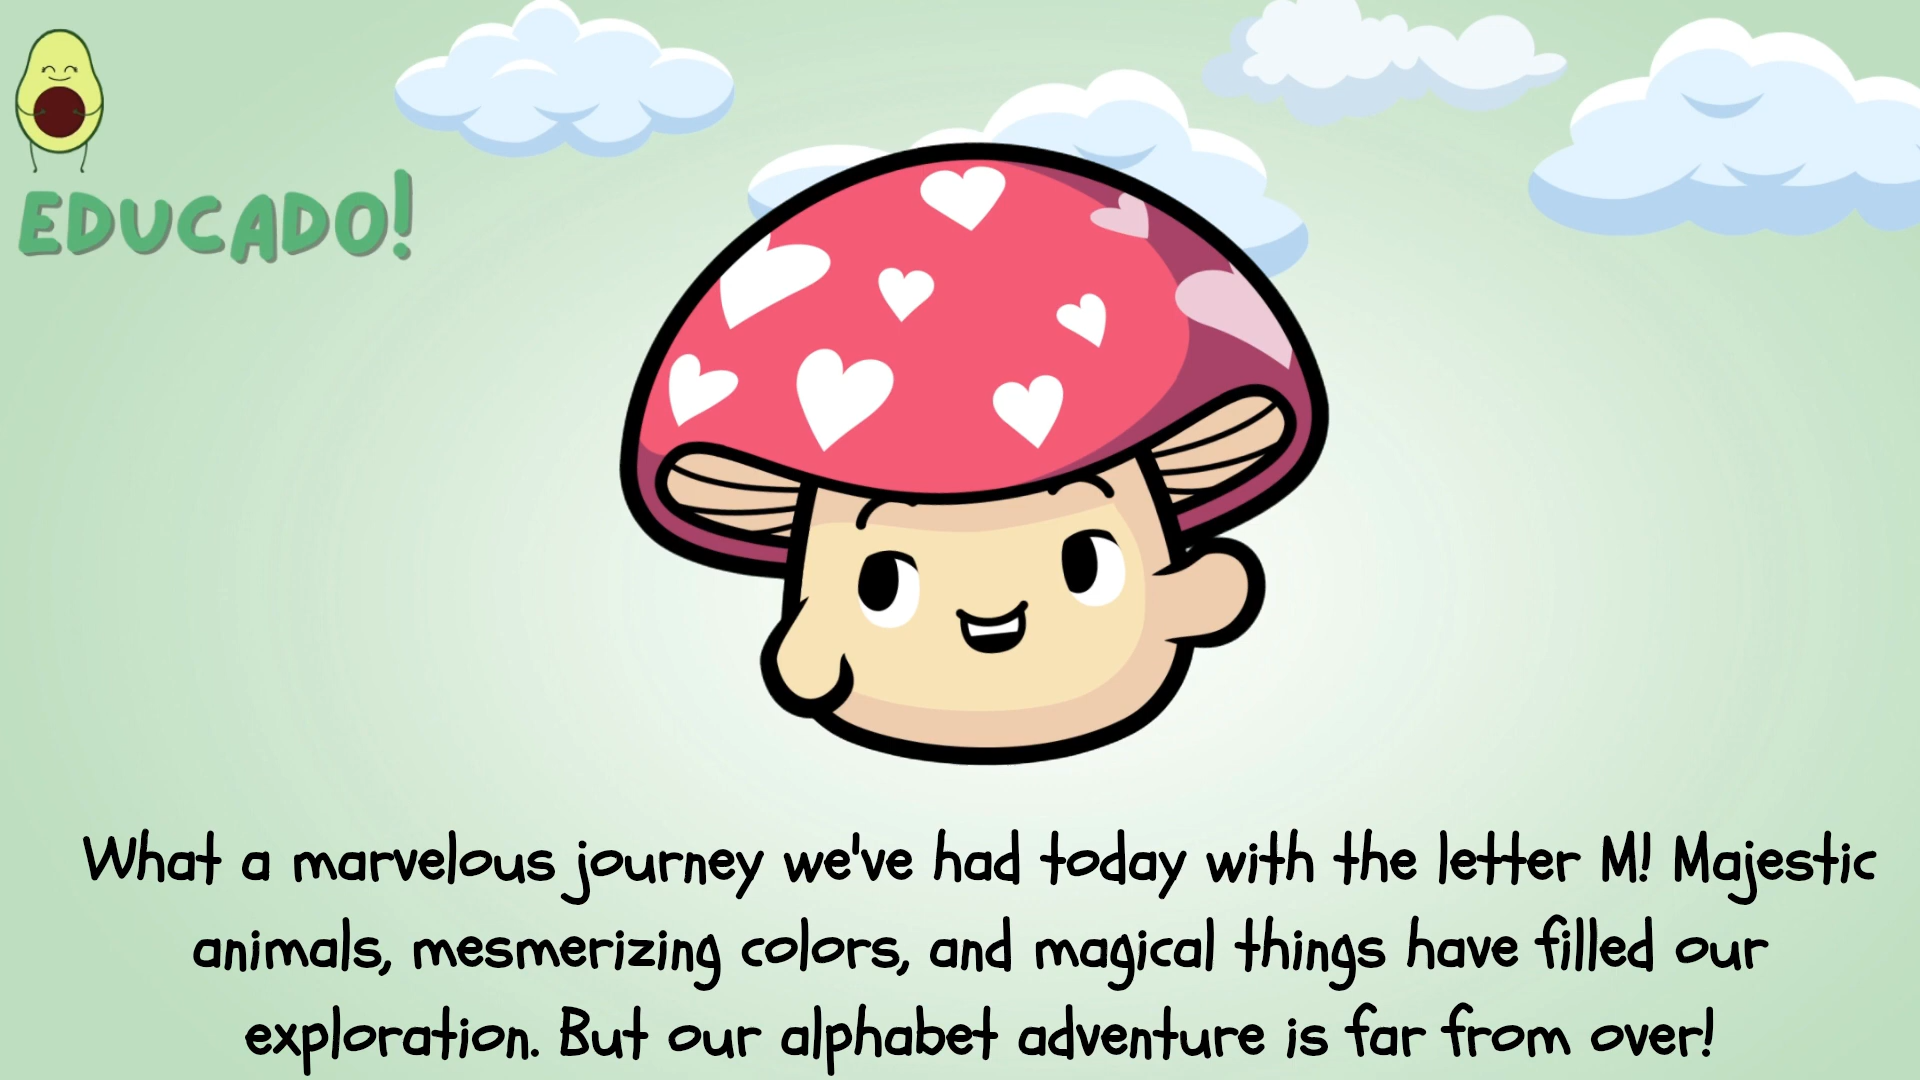 EDUCADO!
What a marvelous journey we've had today with the letter M! Majestic
animals, mesmerizing colors, and magical things have filled our
exploration. But our alphabet adventure is far from over!